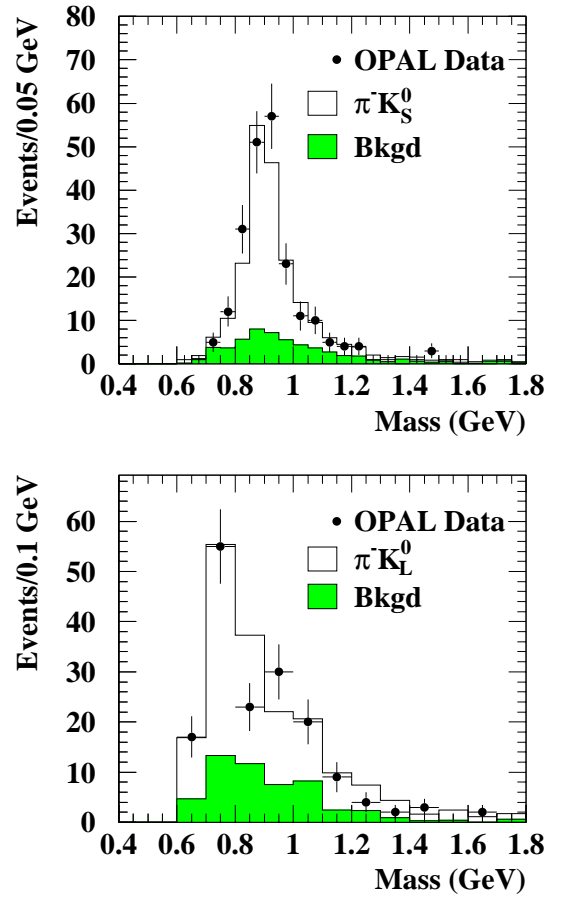 Events/0.05 GeV
80
70
60
50
40
30
20
10
0
OPAL Data
π⁻K⁰_S
Bkgd
0.4 0.6 0.8 1 1.2 1.4 1.6 1.8
Mass (GeV)
Events/0.1 GeV
60
50
40
30
20
10
0
OPAL Data
π⁻K⁰_L
Bkgd
0.4 0.6 0.8 1 1.2 1.4 1.6 1.8
Mass (GeV)